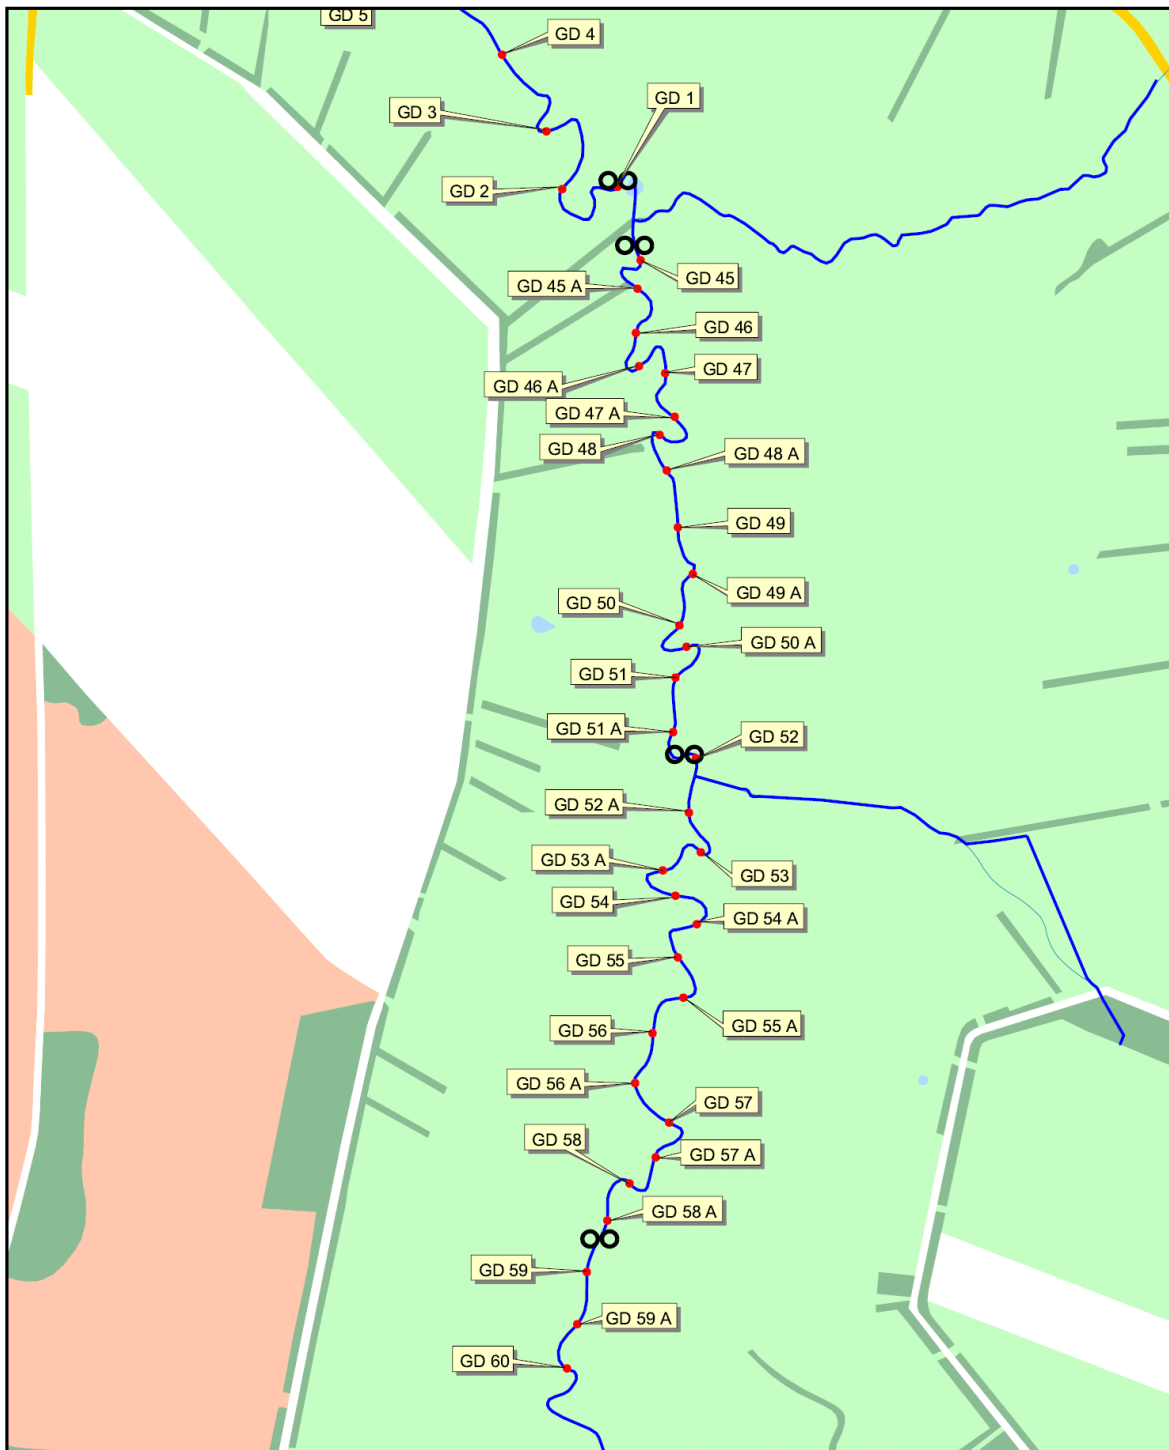 GD 5
GD 4
GD 1
GD 3
GD 2
GD 45
GD 45 A
GD 46
GD 47
GD 46 A
GD 47 A
GD 48
GD 48 A
GD 49
GD 49 A
GD 50
GD 50 A
GD 51
GD 51 A
GD 52
GD 52 A
GD 53 A
GD 53
GD 54
GD 54 A
GD 55
GD 55 A
GD 56
GD 56 A
GD 57
GD 58
GD 57 A
GD 58 A
GD 59
GD 59 A
GD 60